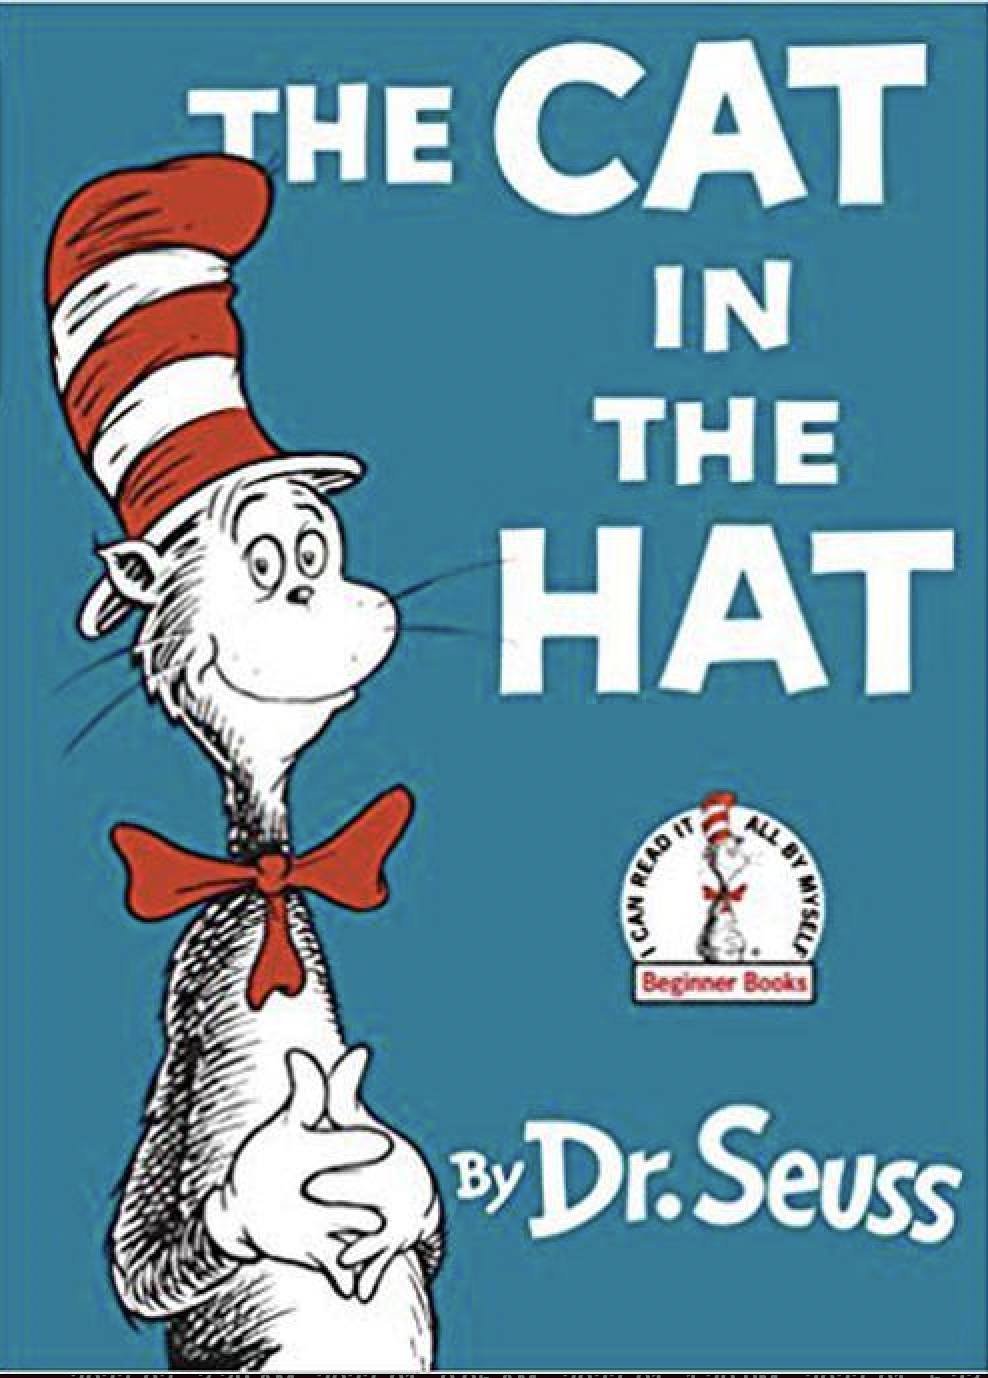 THE CAT
IN
THE
HAT
I CAN READ IT ALL BY MYSELF
Beginner Books
By Dr. Seuss